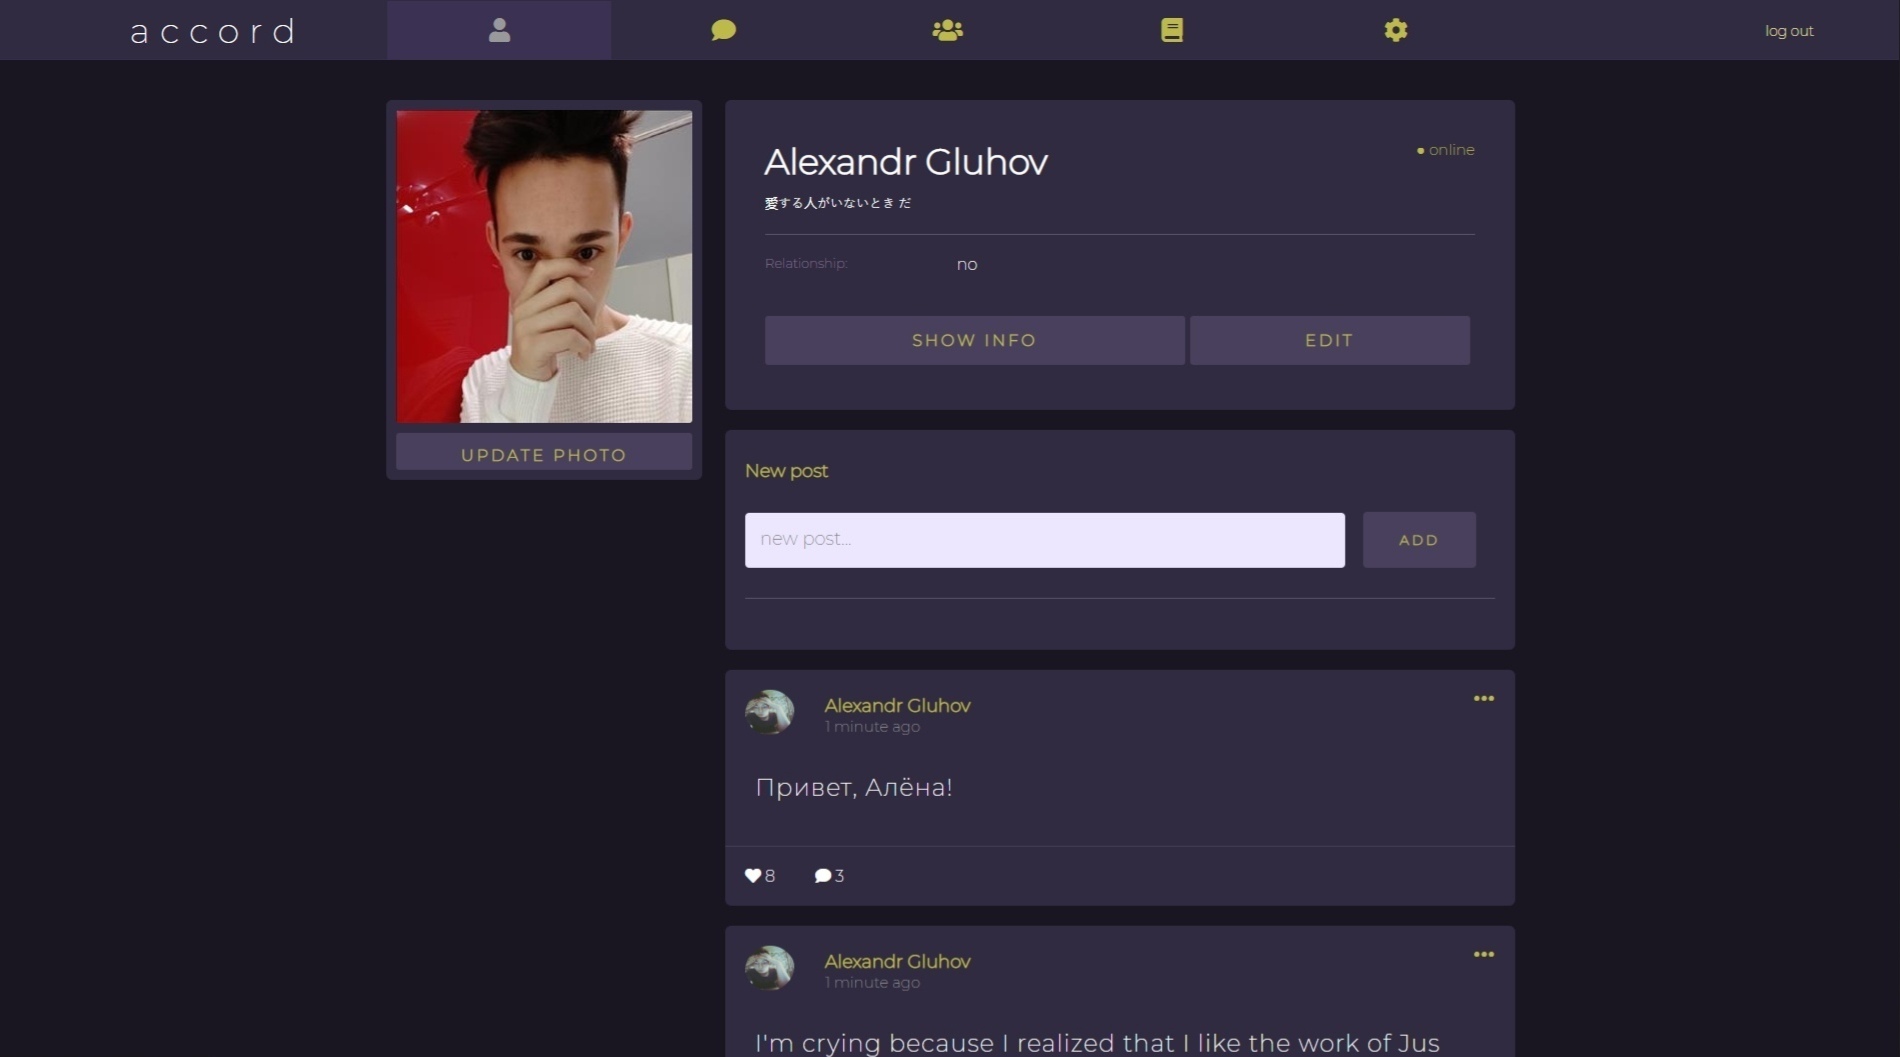 accord
log out
Alexandr Gluhov
• online
愛する人がいないとき だ
Relationship:
no
SHOW INFO
EDIT
UPDATE PHOTO
New post
new post...
ADD
Alexandr Gluhov
1 minute ago
Привет, Алёна!
8
3
Alexandr Gluhov
1 minute ago
I'm crying because I realized that I like the work of Jus